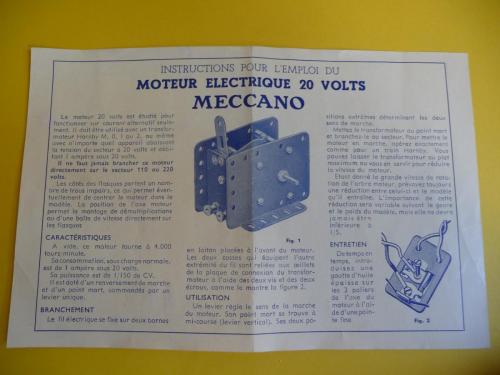 INSTRUCTIONS POUR L'EMPLOI DU
MOTEUR ELECTRIQUE 20 VOLTS
MECCANO
Le moteur 20 volts est étudié pour
fonctionner sur courant alternatif seule-
ment. Il doit être utilisé avec un transfor-
mateur Hornby M, 0, 1 ou 2, ou même
avec n'importe quel appareil abaissant
la tension du secteur à 20 volts et débi-
tant 1 ampère sous 20 volts.
Il ne faut jamais brancher ce moteur
directement sur le secteur 110 ou 220
volts.
Les côtés des flasques portent un nom-
bre de trous impairs, ce qui permet éven-
tuellement de centrer le moteur dans le
modèle. La position de l'axe moteur
permet le montage de démultiplications
ou d'une boîte de vitesse directement sur
les flasques
CARACTÉRISTIQUES
A vide, ce moteur tourne à 4.000
tours/minute.
Sa consommation, sous charge normale,
est de 1 ampère sous 20 volts.
Sa puissance est de 1/150 de CV.
Il est doté d'un renversement de marche
et d'un point mort, commandés par un
levier unique.
BRANCHEMENT
Le fil électrique se fixe sur deux bornes
Fig. 1
en laiton placées à l'avant du moteur.
Les deux cosses qui équipent l'autre
extrémité du fil sont reliées aux œillets
de la plaque de connexion du transfor-
mateur à l'aide des deux vis et des deux
écrous, comme le montre la figure 2.
UTILISATION
Un levier règle le sens de la marche
du moteur. Son point mort se trouve à
mi-course (levier vertical). Ses deux po-
sitions extrêmes déterminent les deux
sens de marche.
Mettez le transformateur au point mort
et branchez-le au secteur. Pour mettre le
moteur en marche, opérez exactement
comme pour un train Hornby. Vous
pouvez laisser le transformateur au plot
maximum ou vous en servir pour réduire
la vitesse du moteur.
Etant donné la grande vitesse de rota-
tion de l'arbre moteur, prévoyez toujours
une réduction entre celui-ci et le modèle
qu'il entraîne. L'importance de cette
réduction sera variable suivant le genre
et le poids du modèle, mais elle ne devra
jamais être
inférieure à
1/5.
ENTRETIEN
De temps en
temps, intro-
duisez une
goutte d'huile
épaisse sur
les 3 paliers
de l'axe du
moteur à l'ai-
de d'une poin-
te fine.
Fig. 2